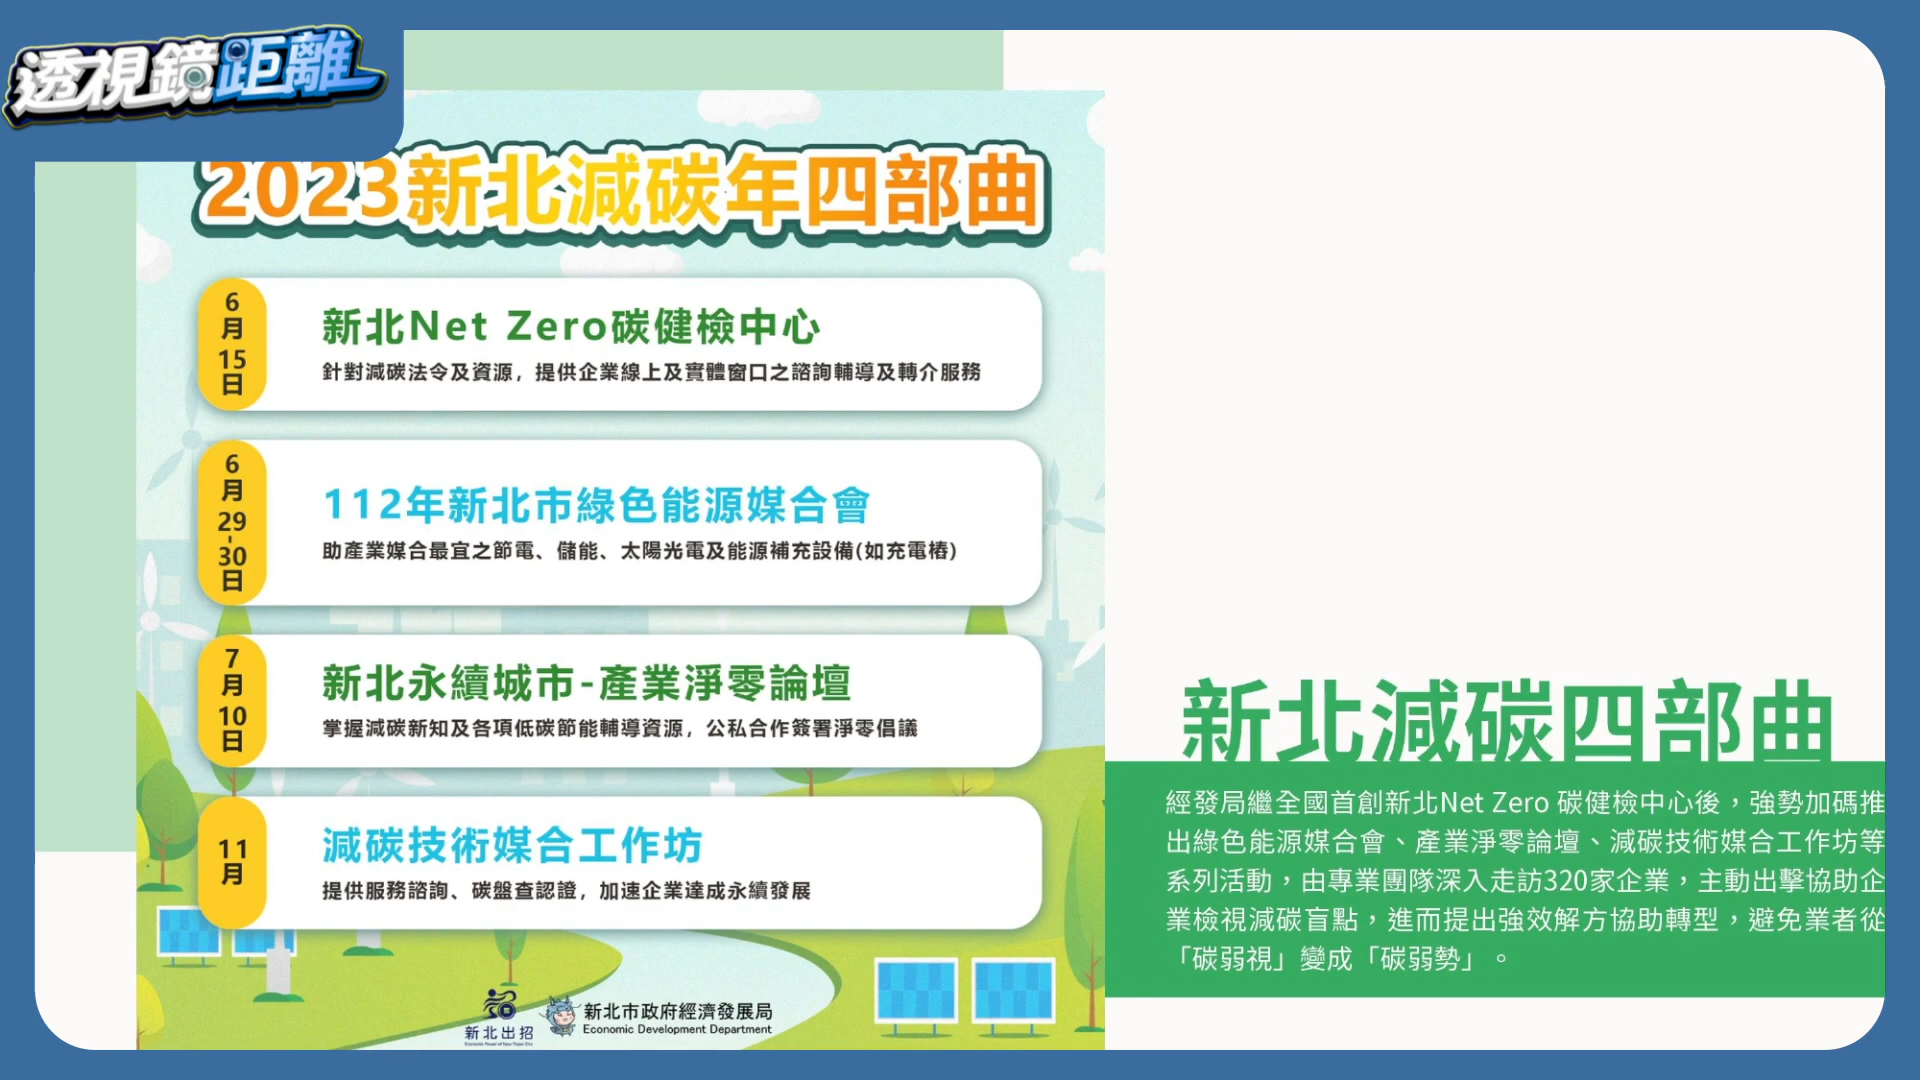 透視鏡距離
2023新北減碳年四部曲
6月15日
新北Net Zero碳健檢中心
針對減碳法令及資源，提供企業線上及實體窗口之諮詢輔導及轉介服務
6月29-30日
112年新北市綠色能源媒合會
助產業媒合最宜之節電、儲能、太陽光電及能源補充設備(如充電樁)
7月10日
新北永續城市-產業淨零論壇
掌握減碳新知及各項低碳節能輔導資源，公私合作簽署淨零倡議
11月
減碳技術媒合工作坊
提供服務諮詢、碳盤查認證，加速企業達成永續發展
新北出招
新北市政府經濟發展局
Economic Development Department
新北減碳四部曲
經發局繼全國首創新北Net Zero 碳健檢中心後，強勢加碼推
出綠色能源媒合會、產業淨零論壇、減碳技術媒合工作坊等
系列活動，由專業團隊深入走訪320家企業，主動出擊協助企
業檢視減碳盲點，進而提出強效解方協助轉型，避免業者從
「碳弱視」變成「碳弱勢」。